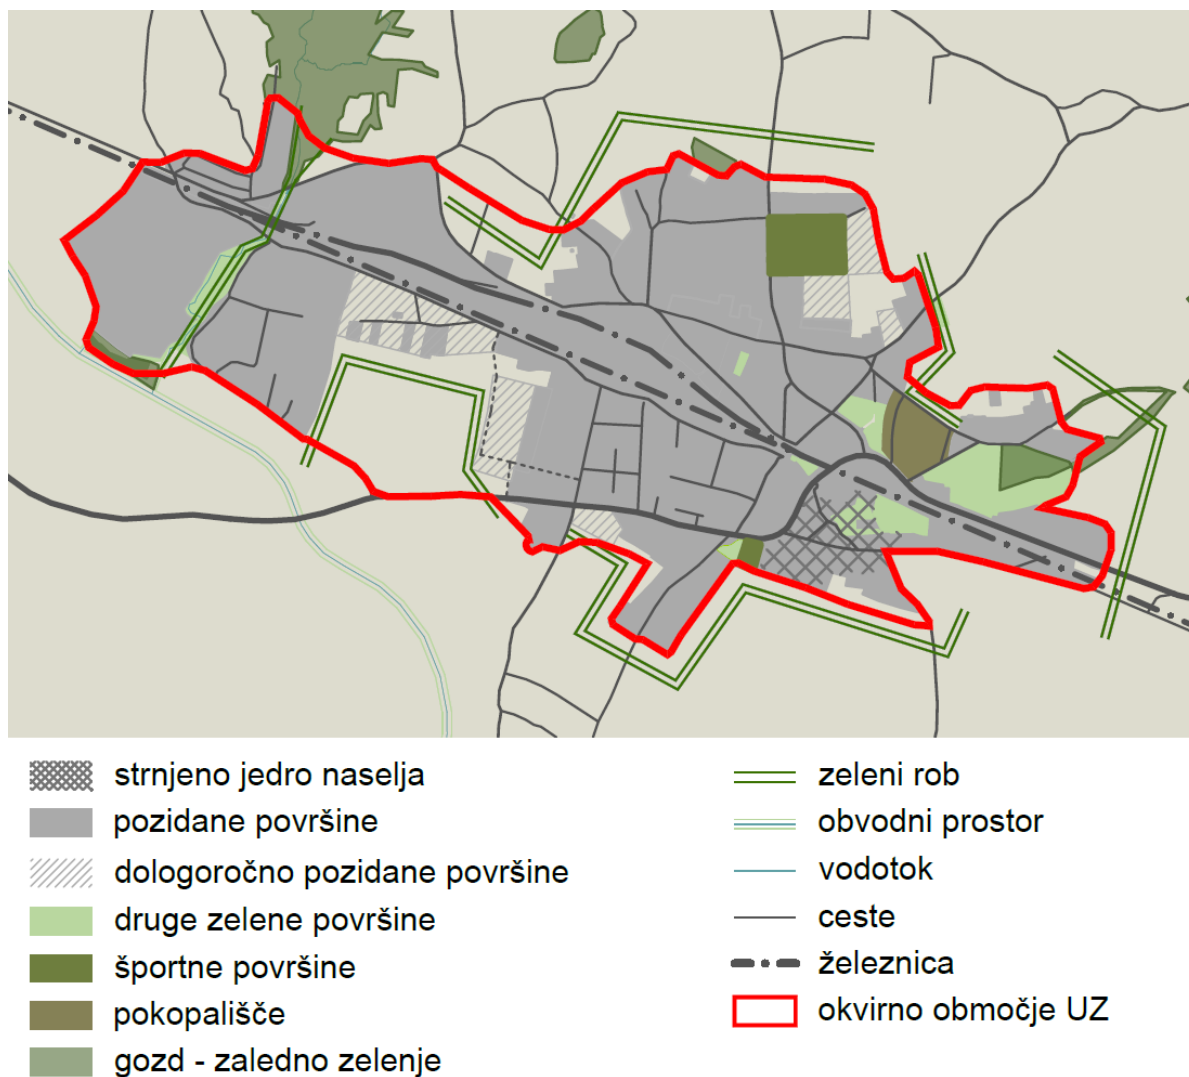 strnjeno jedro naselja
pozidane površine
dologoročno pozidane površine
druge zelene površine
športne površine
pokopališče
gozd - zaledno zelenje
zeleni rob
obvodni prostor
vodotok
ceste
železnica
okvirno območje UZ